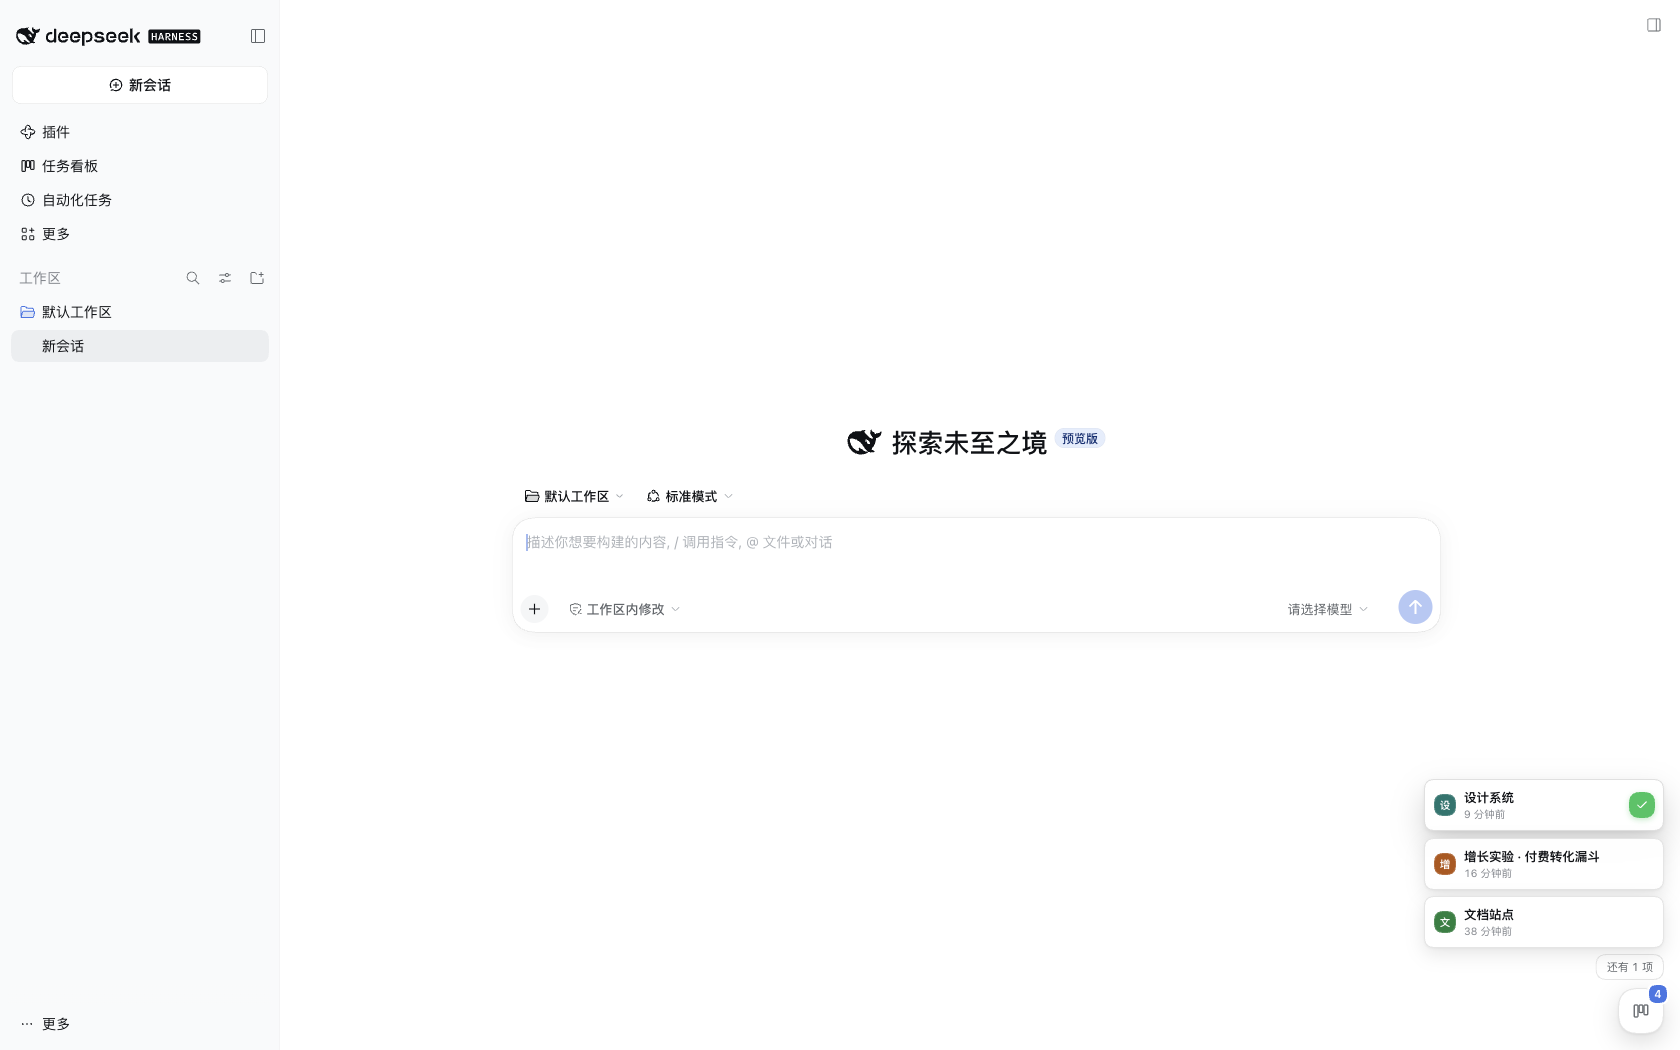 deepseek HARNESS
新会话
插件
任务看板
自动化任务
更多
工作区
默认工作区
新会话
探索未至之境 预览版
默认工作区 标准模式
描述你想要构建的内容, / 调用指令, @ 文件或对话
工作区内修改 请选择模型
设 设计系统
9 分钟前
增 增长实验 · 付费转化漏斗
16 分钟前
文 文档站点
38 分钟前
还有 1 项
4
更多